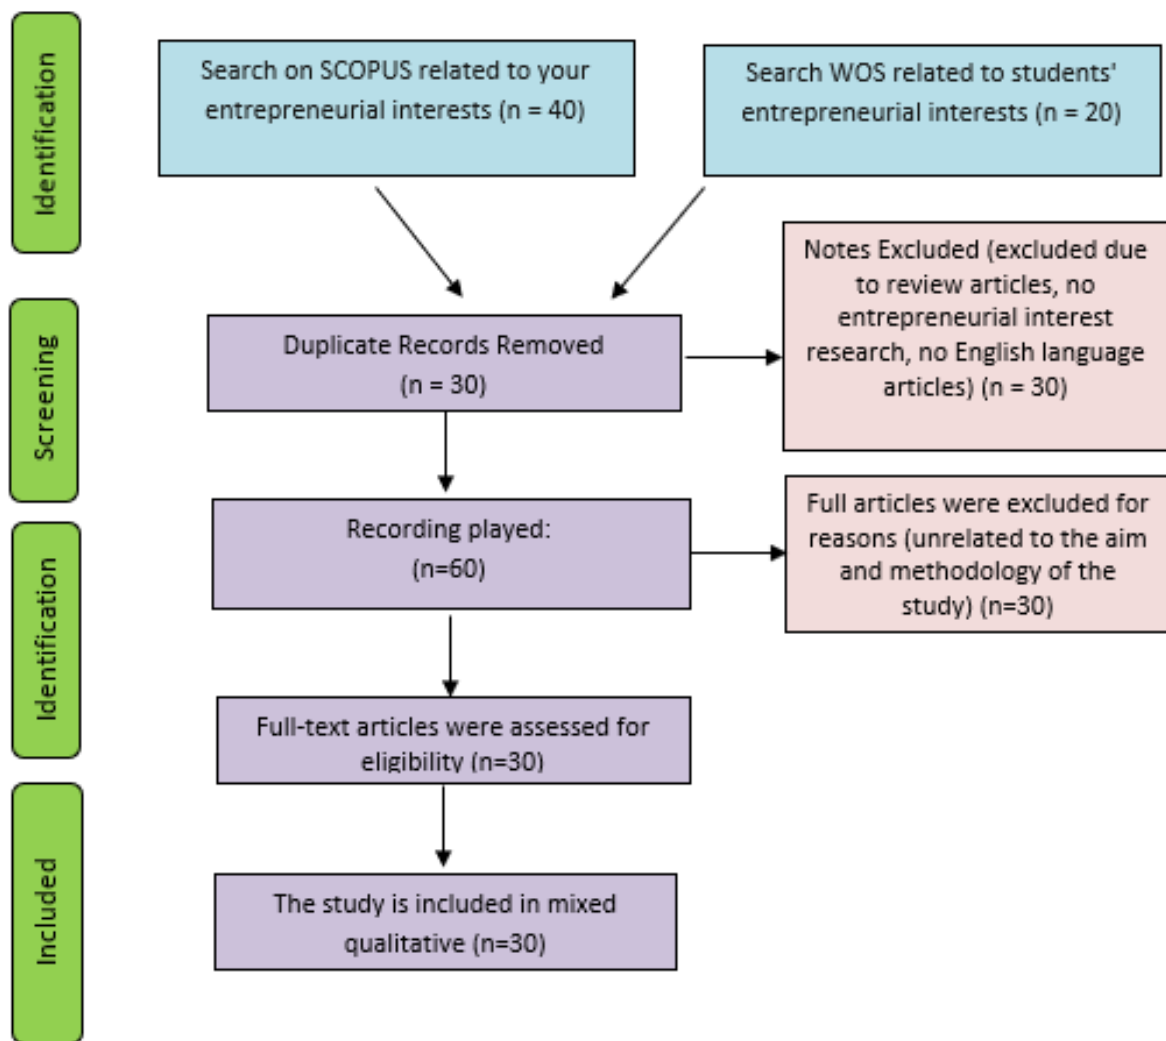 Identification
Search on SCOPUS related to your
entrepreneurial interests (n = 40)
Search WOS related to students'
entrepreneurial interests (n = 20)
Screening
Duplicate Records Removed
(n = 30)
Notes Excluded (excluded due
to review articles, no
entrepreneurial interest
research, no English language
articles) (n = 30)
Identification
Recording played:
(n=60)
Full articles were excluded for
reasons (unrelated to the aim
and methodology of the
study) (n=30)
Full-text articles were assessed for
eligibility (n=30)
Included
The study is included in mixed
qualitative (n=30)